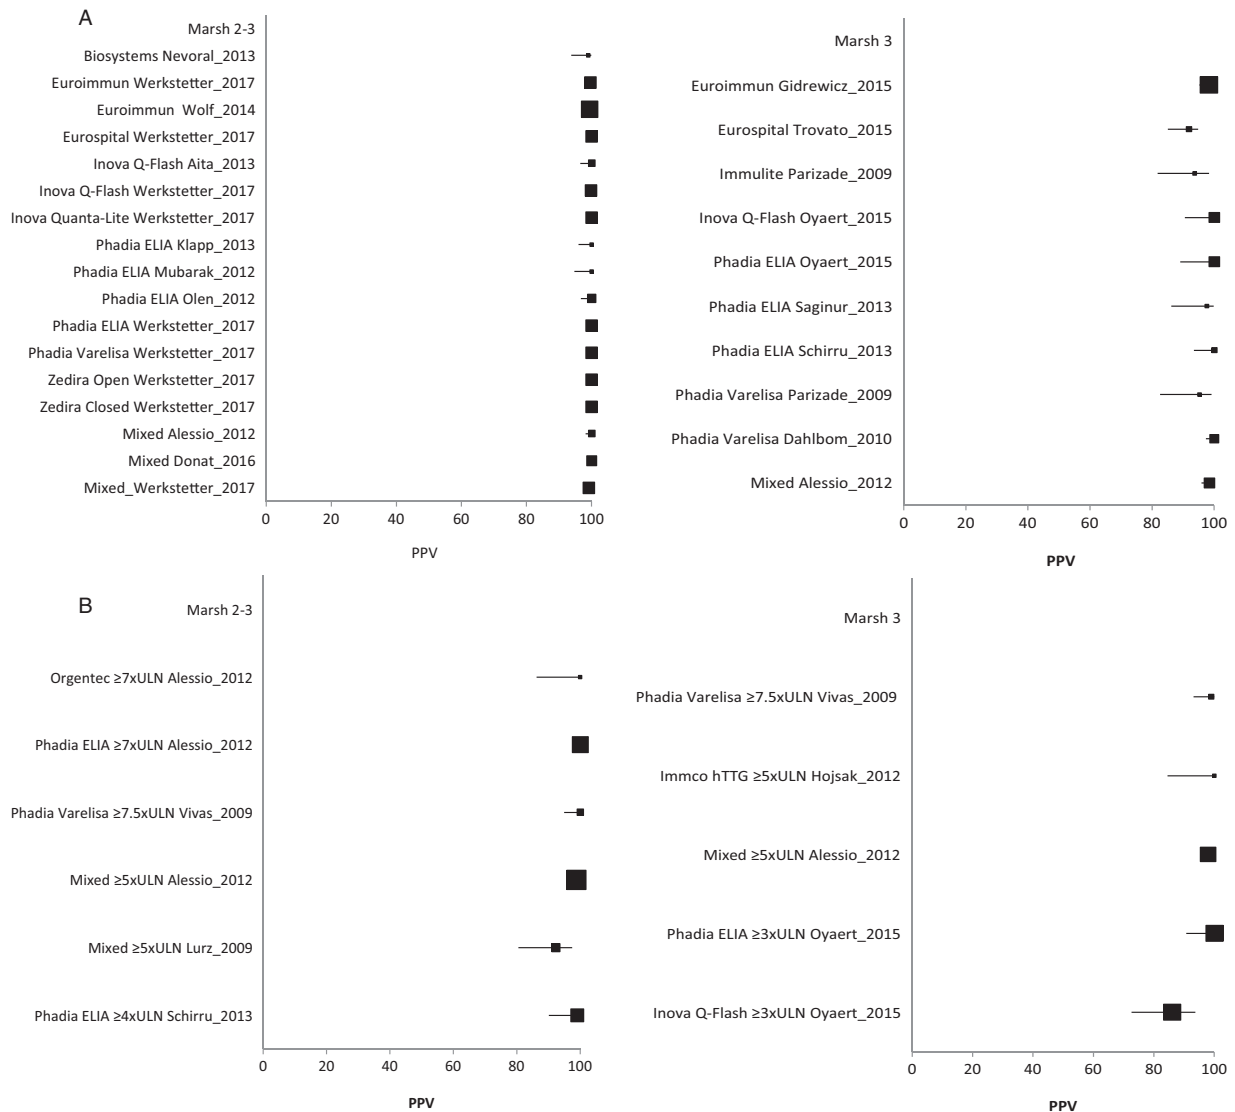 A
Marsh 2-3
Biosystems Nevoral_2013
Euroimmun Werkstetter_2017
Euroimmun Wolf_2014
Eurospital Werkstetter_2017
Inova Q-Flash Aita_2013
Inova Q-Flash Werkstetter_2017
Inova Quanta-Lite Werkstetter_2017
Phadia ELIA Klapp_2013
Phadia ELIA Mubarak_2012
Phadia ELIA Olen_2012
Phadia ELIA Werkstetter_2017
Phadia Varelisa Werkstetter_2017
Zedira Open Werkstetter_2017
Zedira Closed Werkstetter_2017
Mixed Alessio_2012
Mixed Donat_2016
Mixed_Werkstetter_2017
0 20 40 60 80 100
PPV
Marsh 3
Euroimmun Gidrewicz_2015
Eurospital Trovato_2015
Immulite Parizade_2009
Inova Q-Flash Oyaert_2015
Phadia ELIA Oyaert_2015
Phadia ELIA Saginur_2013
Phadia ELIA Schirru_2013
Phadia Varelisa Parizade_2009
Phadia Varelisa Dahlbom_2010
Mixed Alessio_2012
0 20 40 60 80 100
PPV
B
Marsh 2-3
Orgentec ≥7xULN Alessio_2012
Phadia ELIA ≥7xULN Alessio_2012
Phadia Varelisa ≥7.5xULN Vivas_2009
Mixed ≥5xULN Alessio_2012
Mixed ≥5xULN Lurz_2009
Phadia ELIA ≥4xULN Schirru_2013
0 20 40 60 80 100
PPV
Marsh 3
Phadia Varelisa ≥7.5xULN Vivas_2009
Immco hTTG ≥5xULN Hojsak_2012
Mixed ≥5xULN Alessio_2012
Phadia ELIA ≥3xULN Oyaert_2015
Inova Q-Flash ≥3xULN Oyaert_2015
0 20 40 60 80 100
PPV